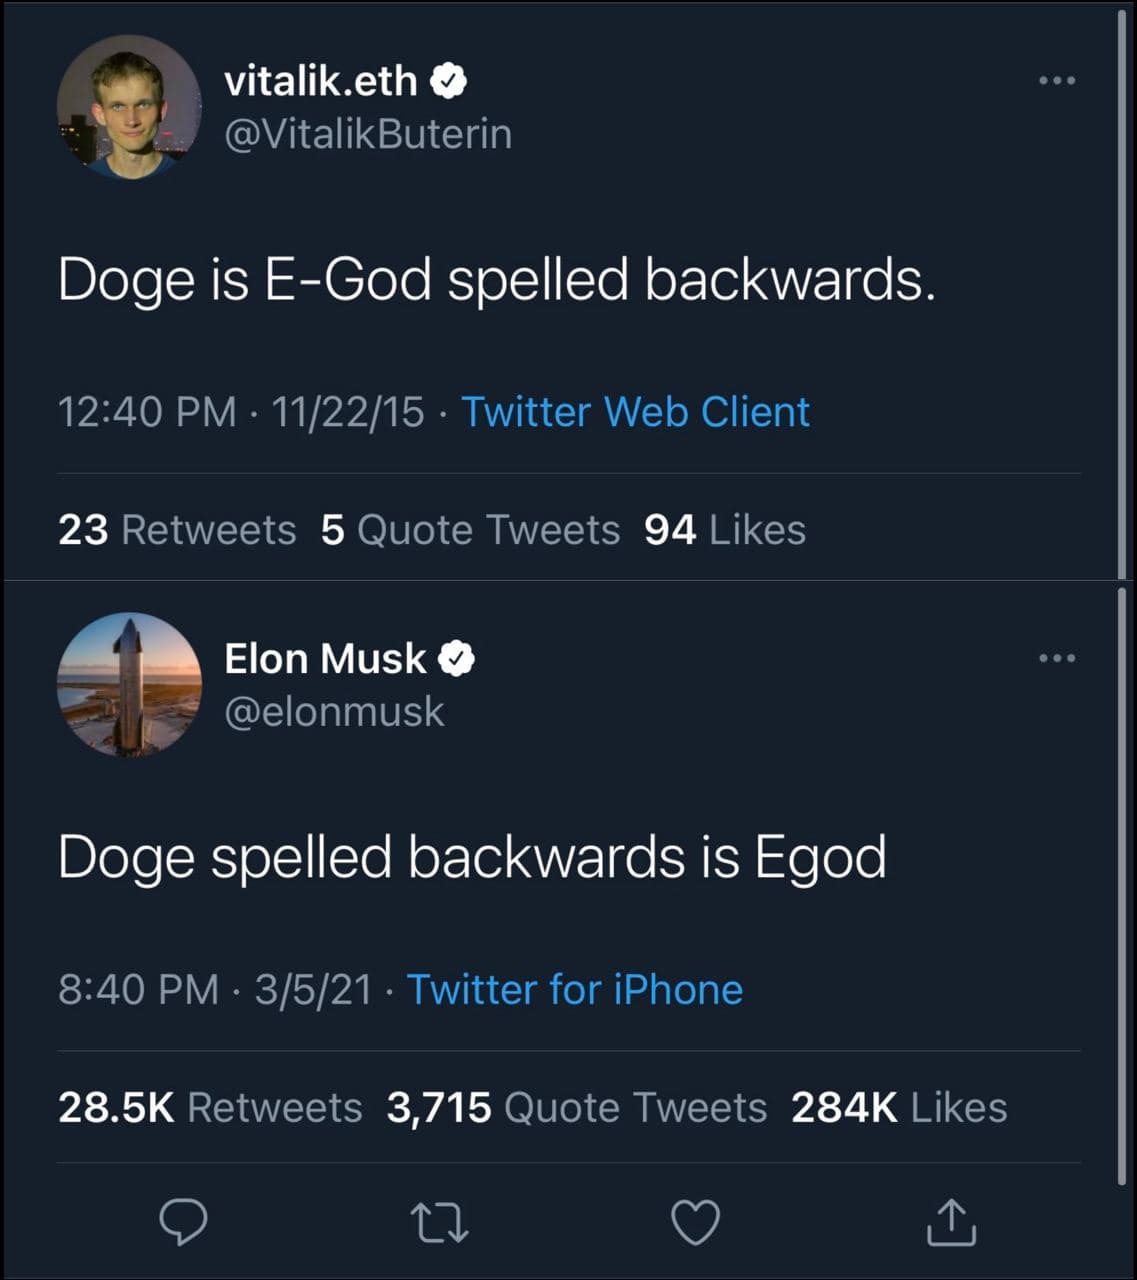 vitalik.eth
@VitalikButerin
Doge is E-God spelled backwards.
12:40 PM · 11/22/15 · Twitter Web Client
23 Retweets 5 Quote Tweets 94 Likes
Elon Musk
@elonmusk
Doge spelled backwards is Egod
8:40 PM · 3/5/21 · Twitter for iPhone
28.5K Retweets 3,715 Quote Tweets 284K Likes